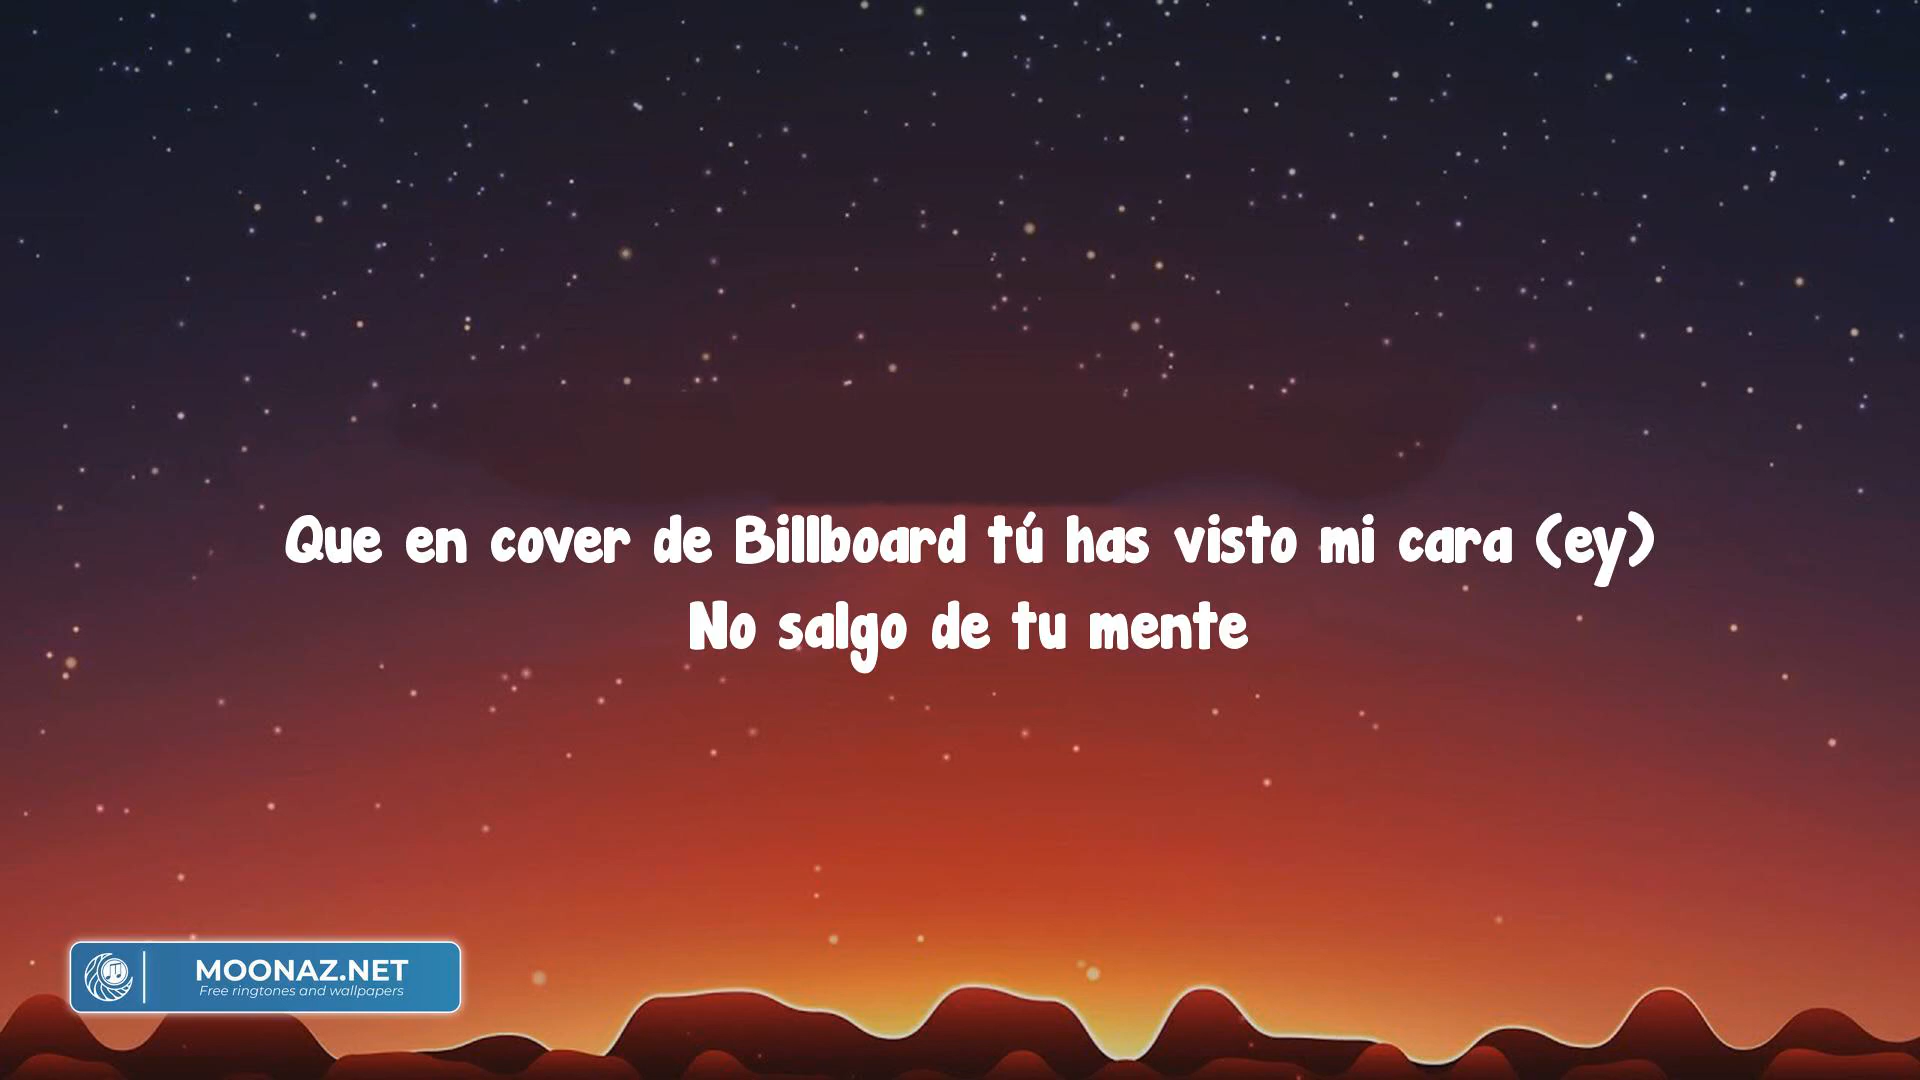 Que en cover de Billboard tú has visto mi cara (ey)
No salgo de tu mente
MOONAZ.NET
Free ringtones and wallpapers